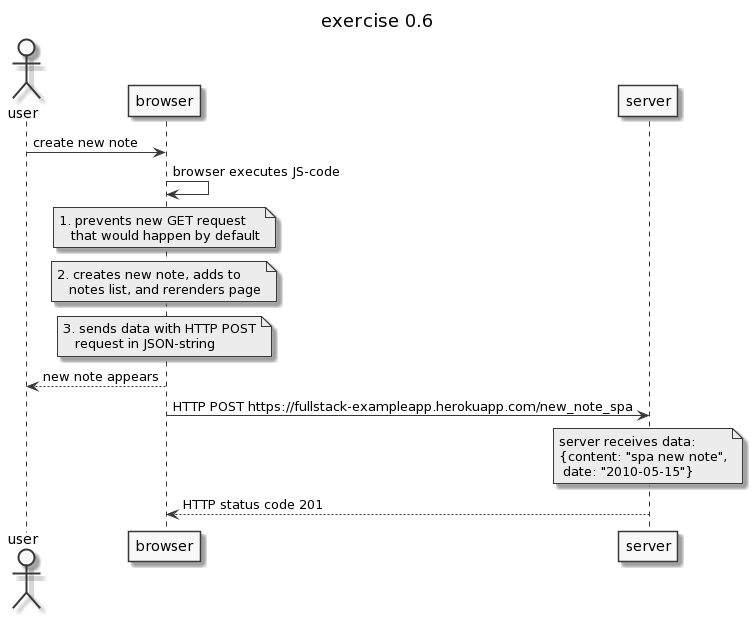 exercise 0.6
user
browser
server
create new note
browser executes JS-code
1. prevents new GET request
that would happen by default
2. creates new note, adds to
notes list, and rerenders page
3. sends data with HTTP POST
request in JSON-string
new note appears
HTTP POST https://fullstack-exampleapp.herokuapp.com/new_note_spa
server receives data:
{content: "spa new note",
date: "2010-05-15"}
HTTP status code 201
user
browser
server